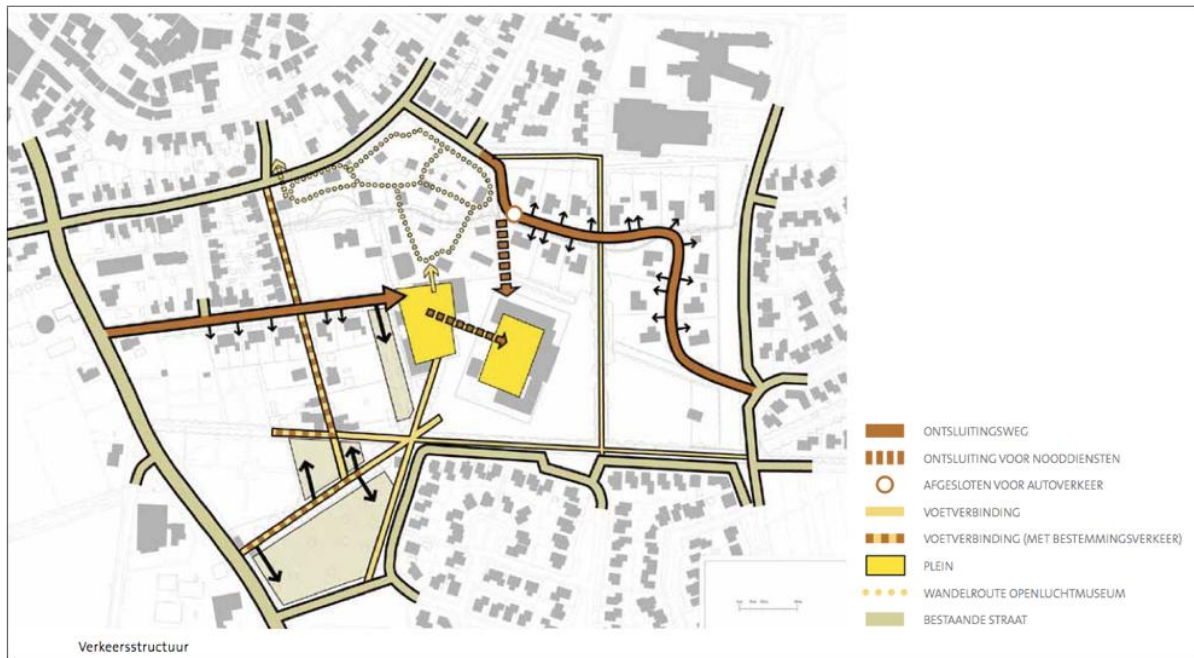 ONTSLUITINGSWEG
ONTSLUITING VOOR NOODDIENSTEN
AFGESLOTEN VOOR AUTOVERKEER
VOETVERBINDING
VOETVERBINDING (MET BESTEMMINGSVERKEER)
PLEIN
WANDELROUTE OPENLUCHTMUSEUM
BESTAANDE STRAAT
Verkeersstructuur